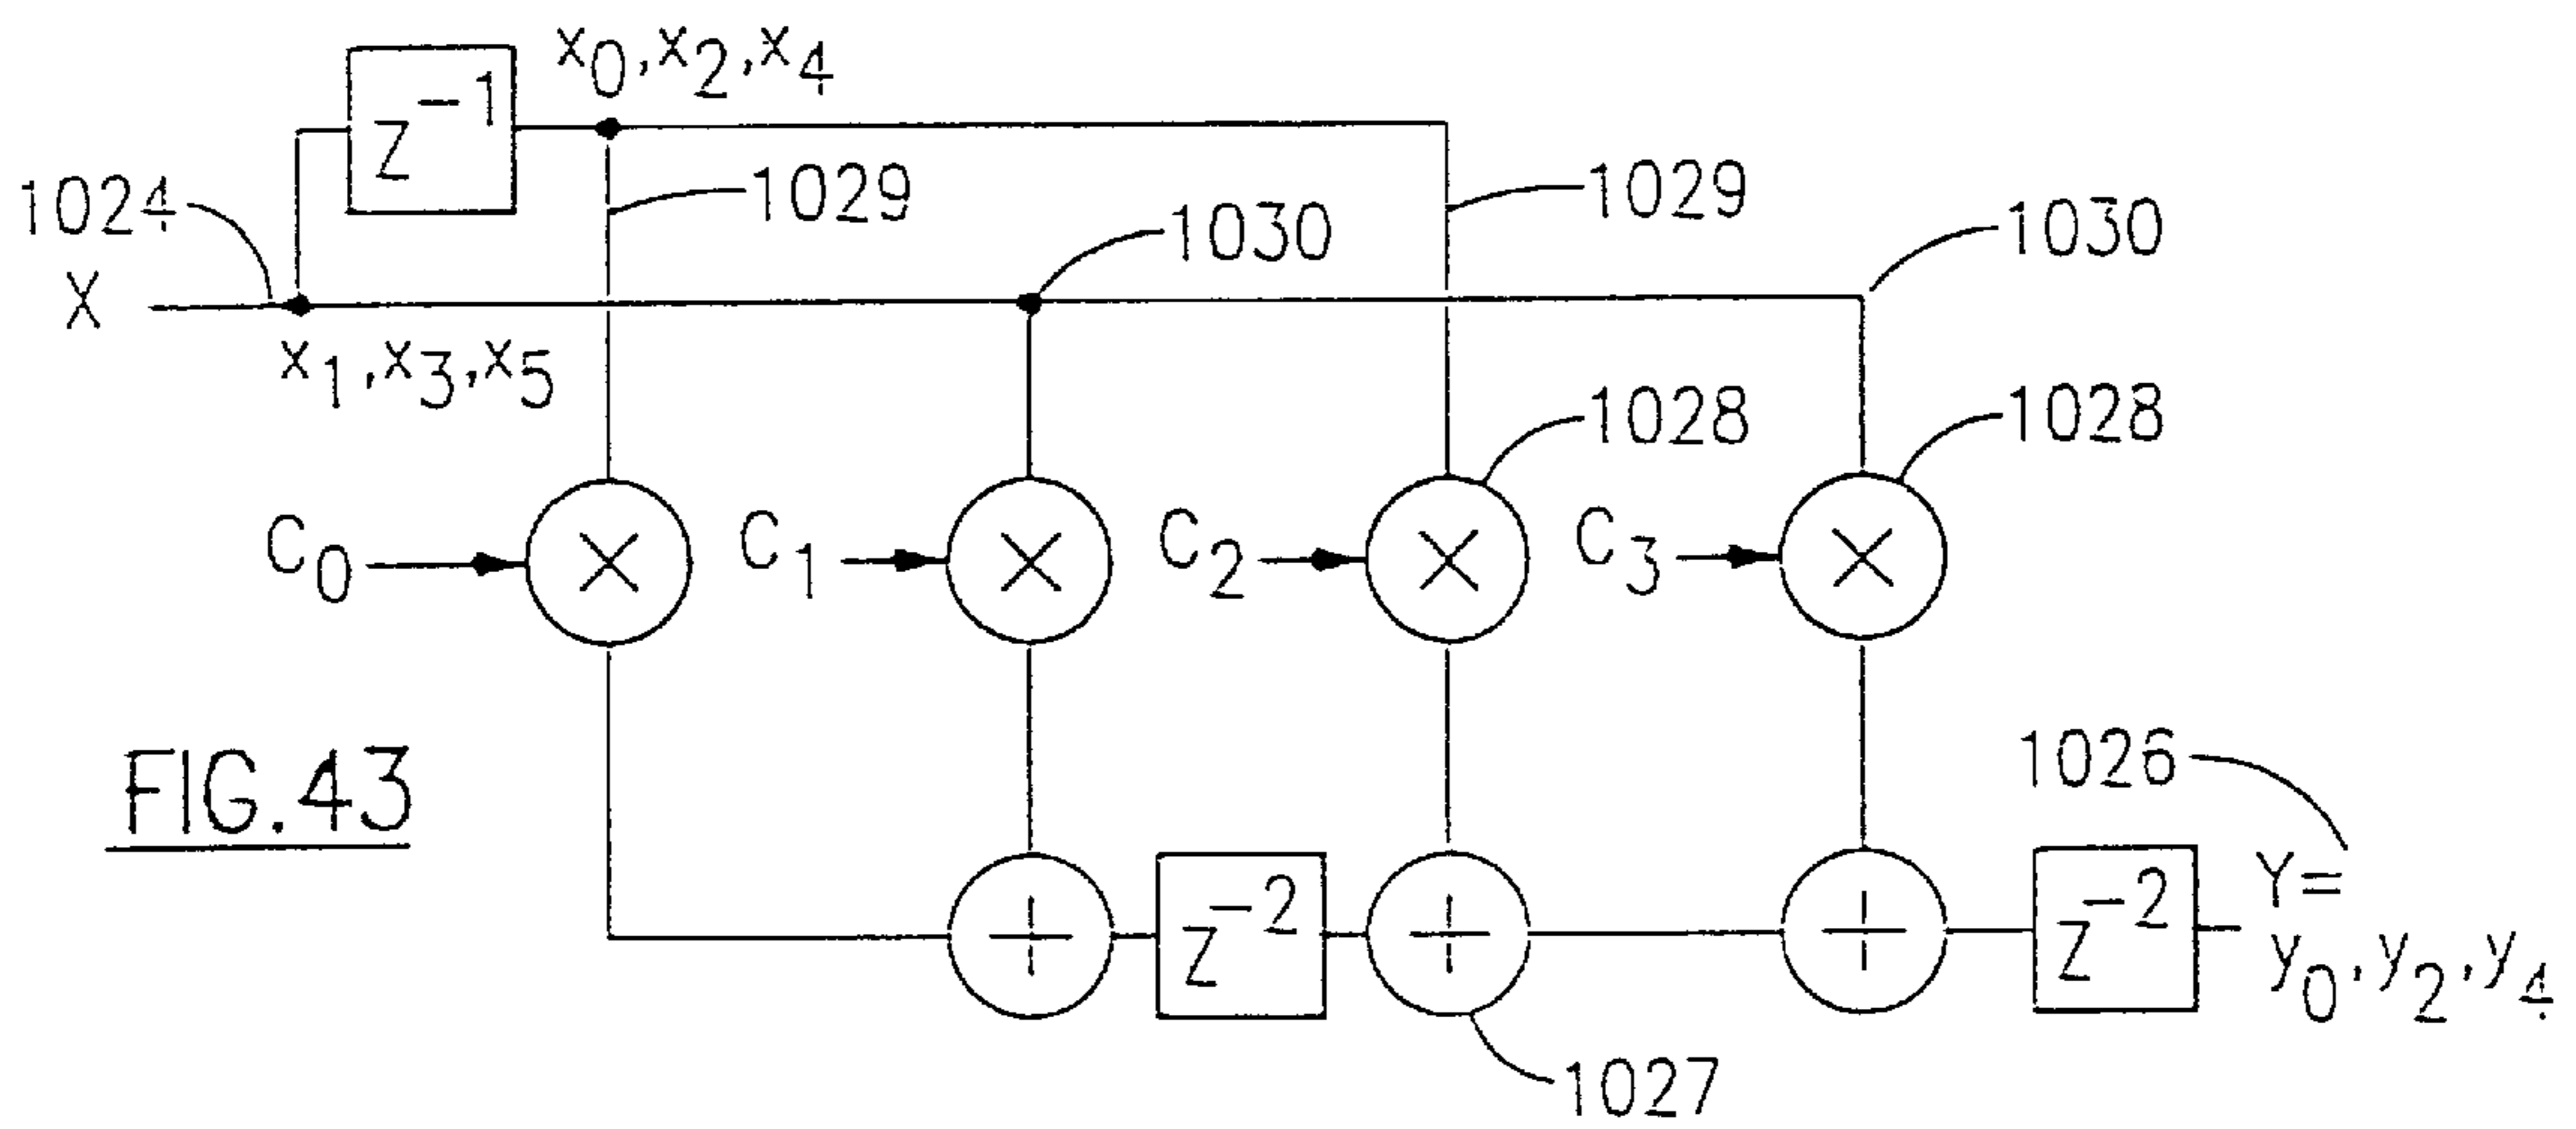 x0,x2,x4
z-1
1024
1029
1030
1029
1030
X
x1,x3,x5
1028
1028
C0
C1
C2
C3
FIG.43
1026
z-2
z-2
Y=
y0,y2,y4
1027